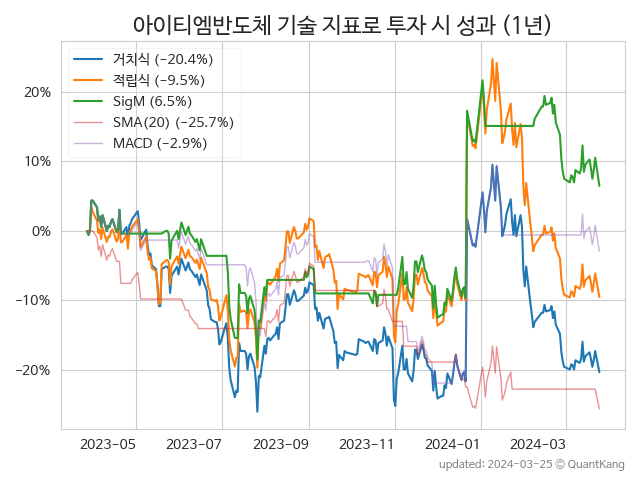 아이티엠반도체 기술 지표로 투자 시 성과 (1년)
거치식 (−20.4%)
적립식 (−9.5%)
SigM (6.5%)
SMA(20) (−25.7%)
MACD (−2.9%)
20%
10%
0%
−10%
−20%
2023−05 2023−07 2023−09 2023−11 2024−01 2024−03
updated: 2024−03−25 © QuantKang